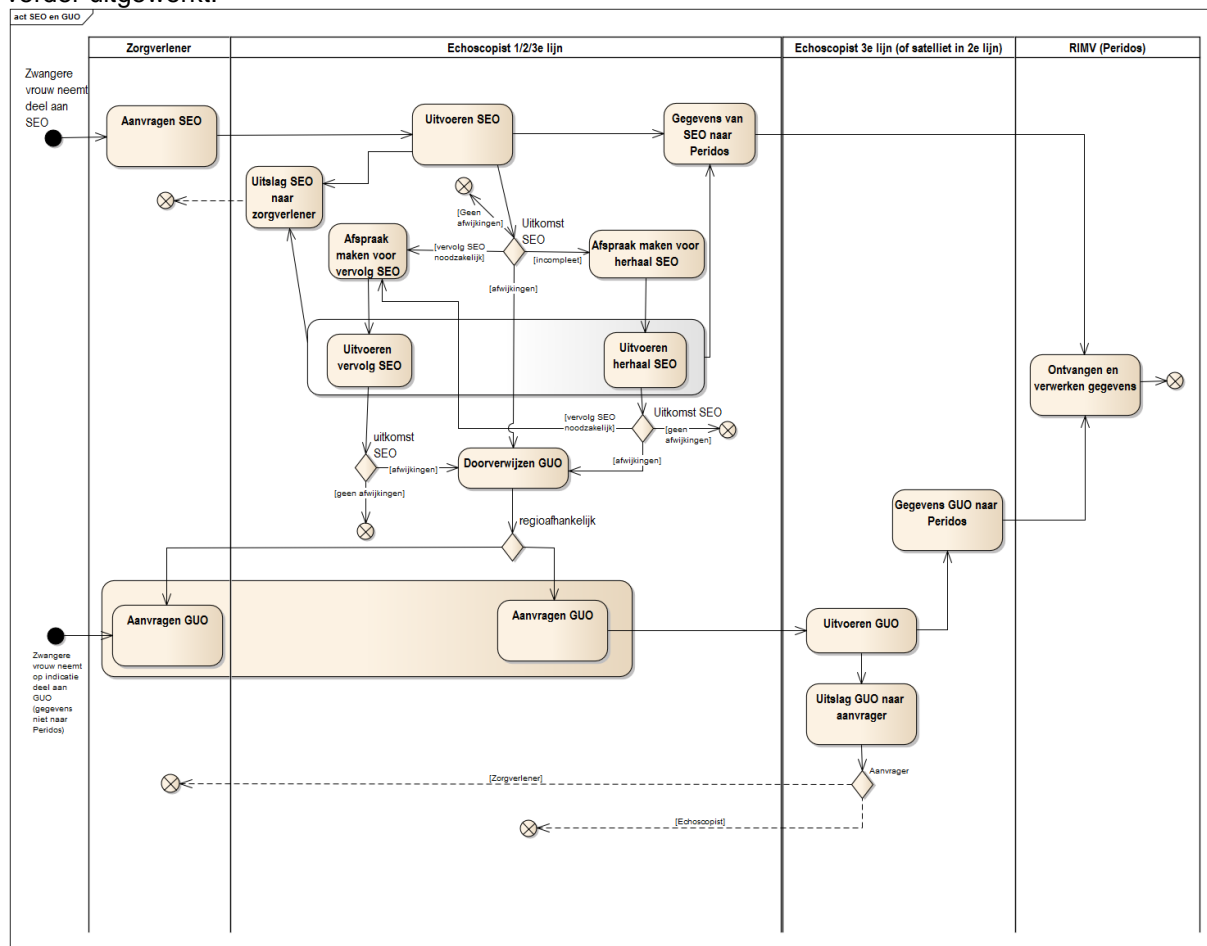 verder uitgewerkt.
act SEO en GUO
Zorgverlener
Echoscopist 1/2/3e lijn
Echoscopist 3e lijn (of satelliet in 2e lijn)
RIMV (Peridos)
Zwangere
vrouw neemt
deel aan
SEO
Aanvragen SEO
Uitvoeren SEO
Gegevens van
SEO naar
Peridos
Uitslag SEO
naar
zorgverlener
[Geen
afwijkingen]
Uitkomst
SEO
Afspraak
maken voor
vervolg SEO
[vervolg SEO
noodzakelijk]
[incompleet]
Afspraak maken voor
herhaal SEO
[afwijkingen]
Uitvoeren
vervolg SEO
Uitvoeren
herhaal SEO
Ontvangen en
verwerken gegevens
[vervolg SEO
noodzakelijk]
Uitkomst SEO
[geen
afwijkingen]
uitkomst
SEO
[afwijkingen]
Doorverwijzen GUO
[afwijkingen]
[geen afwijkingen]
Gegevens GUO naar
Peridos
regioafhankelijk
Aanvragen GUO
Aanvragen GUO
Uitvoeren GUO
Zwangere
vrouw neemt
op indicatie
deel aan
GUO
(gegevens
niet naar
Peridos)
Uitslag GUO naar
aanvrager
Aanvrager
[Zorgverlener]
[Echoscopist]